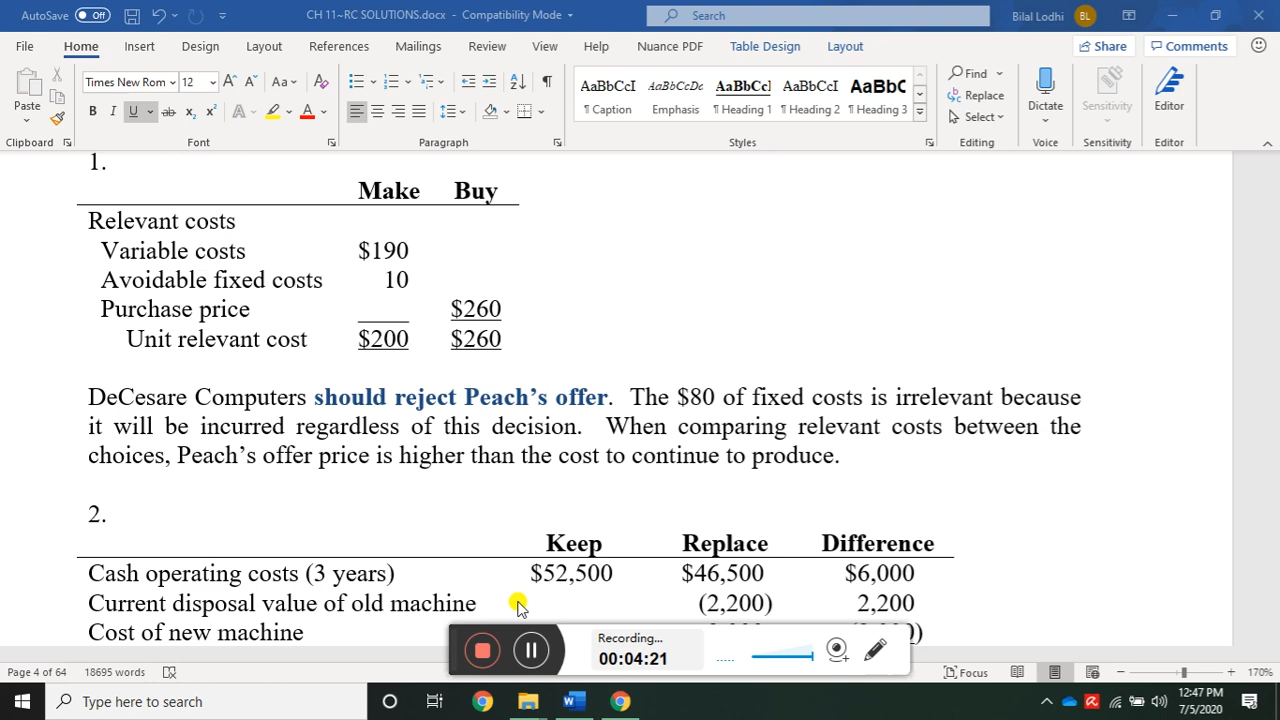 AutoSave Off CH 11~RC SOLUTIONS.docx - Compatibility Mode Search Bilal Lodhi BL
File Home Insert Design Layout References Mailings Review View Help Nuance PDF Table Design Layout Share Comments
Times New Rom 12 Aa AaBbCcI AaBbCcDc AaBbCc] AaBbCcI AaBbC Find
Paste B I U ab x₂ x² A A ¶ Caption Emphasis ¶ Heading 1 ¶ Heading 2 ¶ Heading 3 Replace Dictate Sensitivity Editor
Select
Clipboard Font Paragraph Styles Editing Voice Sensitivity Editor
1.
Make Buy
Relevant costs
Variable costs $190
Avoidable fixed costs 10
Purchase price $260
Unit relevant cost $200 $260
DeCesare Computers should reject Peach’s offer. The $80 of fixed costs is irrelevant because
it will be incurred regardless of this decision. When comparing relevant costs between the
choices, Peach’s offer price is higher than the cost to continue to produce.
2.
Keep Replace Difference
Cash operating costs (3 years) $52,500 $46,500 $6,000
Current disposal value of old machine (2,200) 2,200
Cost of new machine
Recording...
00:04:21
Page 4 of 64 18695 words Focus 170%
Type here to search 12:47 PM
7/5/2020